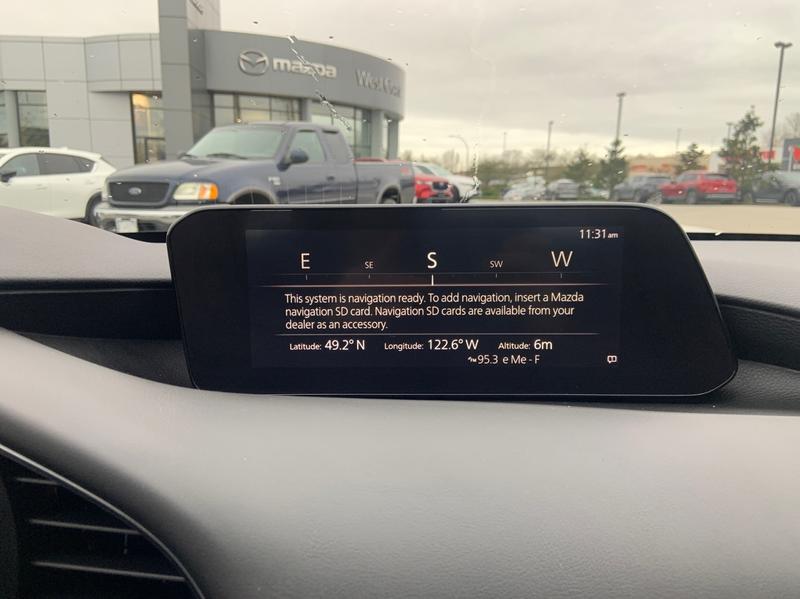 mazda
West Coast
Ford
11:31 am
E SE S SW W
This system is navigation ready. To add navigation, insert a Mazda
navigation SD card. Navigation SD cards are available from your
dealer as an accessory.
Latitude: 49.2° N Longitude: 122.6° W Altitude: 6m
95.3 e Me - F